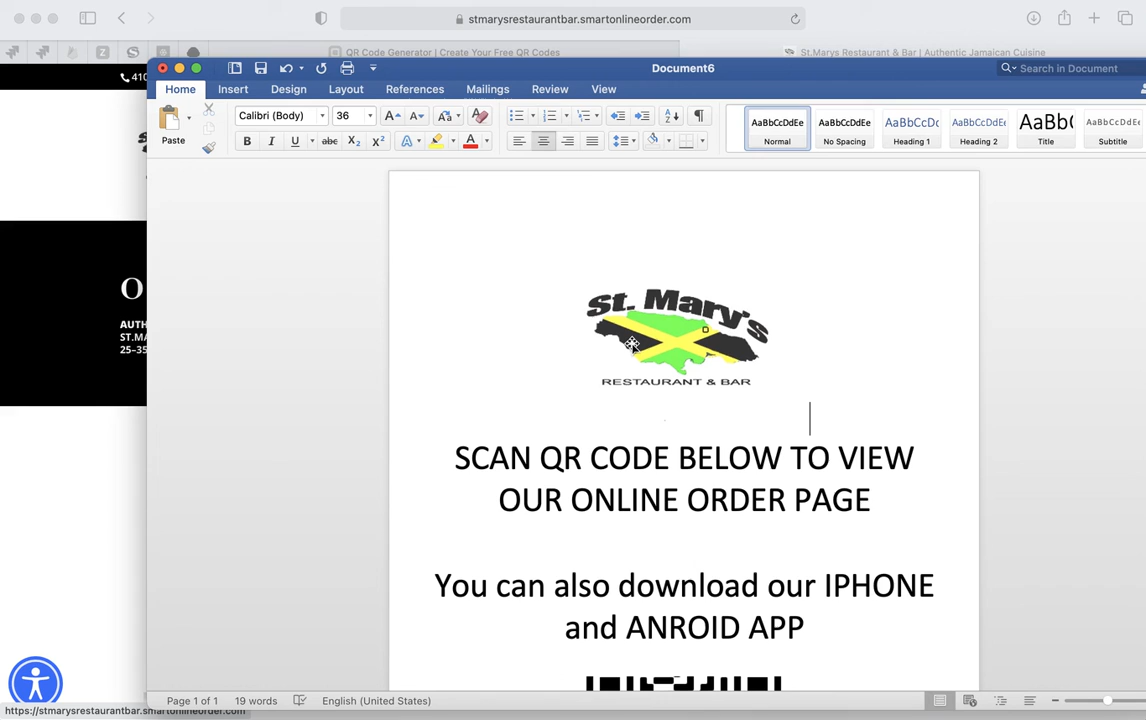 stmarysrestaurantbar.smartonlineorder.com
QR Code Generator | Create Your Free QR Codes
St.Marys Restaurant & Bar | Authentic Jamaican Cuisine
410
Document6
Search in Document
Home Insert Design Layout References Mailings Review View
Paste
Calibri (Body) 36
AaBbCcDdEe AaBbCcDdEe AaBbCcDc AaBbCcDdEe AaBb( AaBbCcDdEe
Normal No Spacing Heading 1 Heading 2 Title Subtitle
O
AUTH
ST.MA
25-35
St. Mary's
RESTAURANT & BAR
SCAN QR CODE BELOW TO VIEW
OUR ONLINE ORDER PAGE
You can also download our IPHONE
and ANROID APP
Page 1 of 1 19 words English (United States)
https://stmarysrestaurantbar.smartonlineorder.com